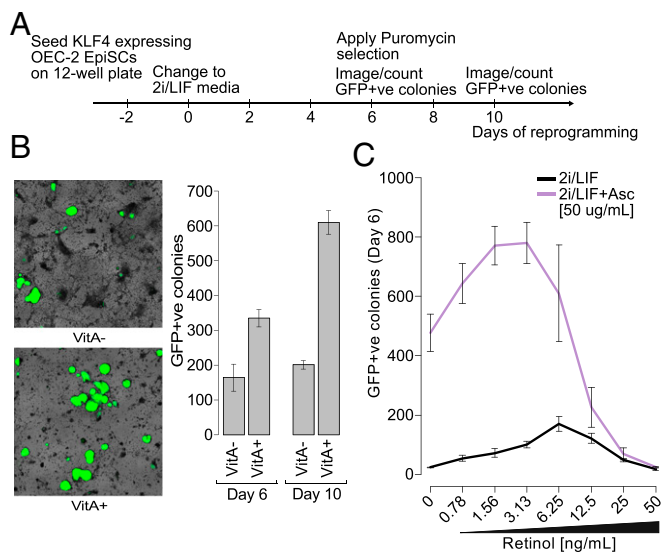 A
Seed KLF4 expressing
OEC-2 EpiSCs
on 12-well plate
Change to
2i/LIF media
Apply Puromycin
selection
Image/count
GFP+ve colonies
Image/count
GFP+ve colonies
-2 0 2 4 6 8 10
Days of reprogramming
B
VitA-
VitA+
GFP+ve colonies
700
600
500
400
300
200
100
0
VitA- VitA+ VitA- VitA+
Day 6 Day 10
C
2i/LIF
2i/LIF+Asc
[50 ug/mL]
GFP+ve colonies (Day 6)
1000
800
600
400
200
0
0 0.78 1.56 3.13 6.25 12.5 25 50
Retinol [ng/mL]